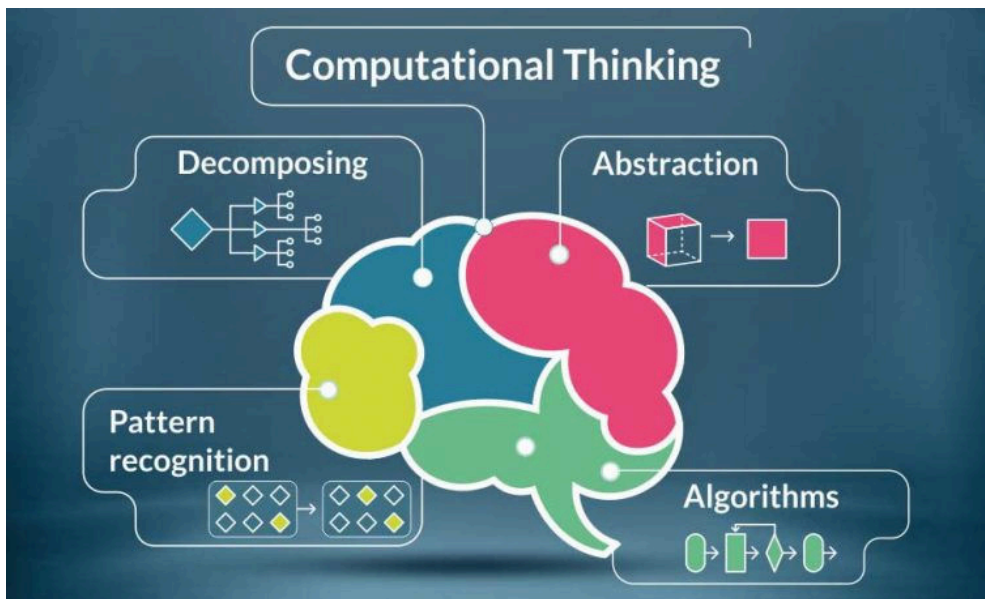 Computational Thinking
Decomposing
Abstraction
Pattern
recognition
Algorithms